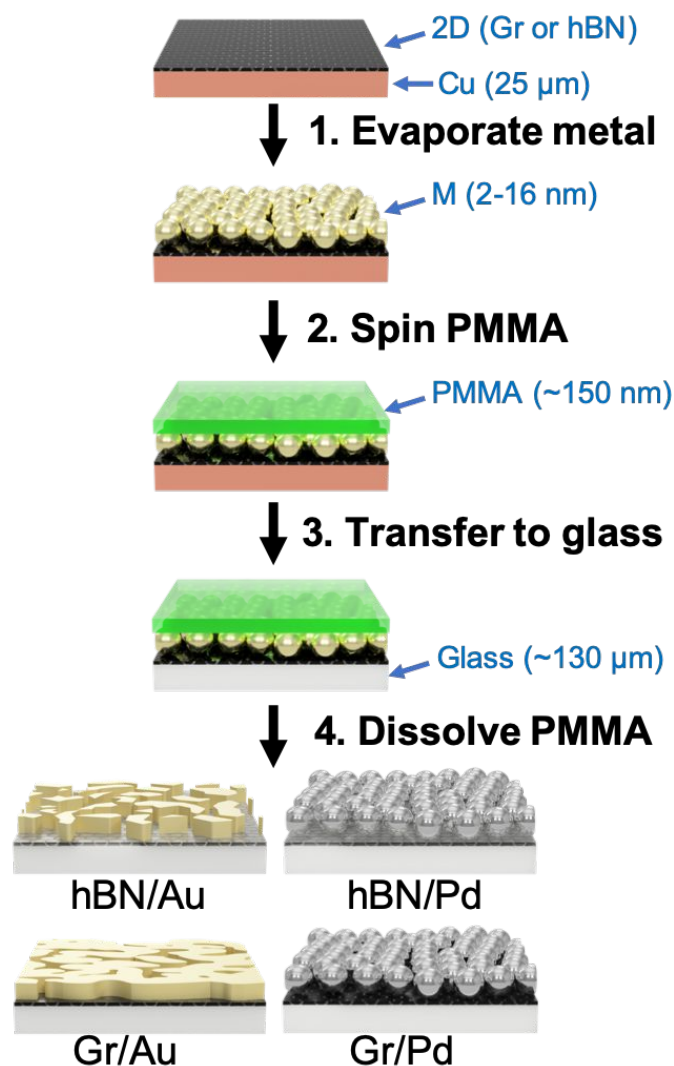 2D (Gr or hBN)
Cu (25 μm)
1. Evaporate metal
M (2-16 nm)
2. Spin PMMA
PMMA (~150 nm)
3. Transfer to glass
Glass (~130 μm)
4. Dissolve PMMA
hBN/Au
hBN/Pd
Gr/Au
Gr/Pd